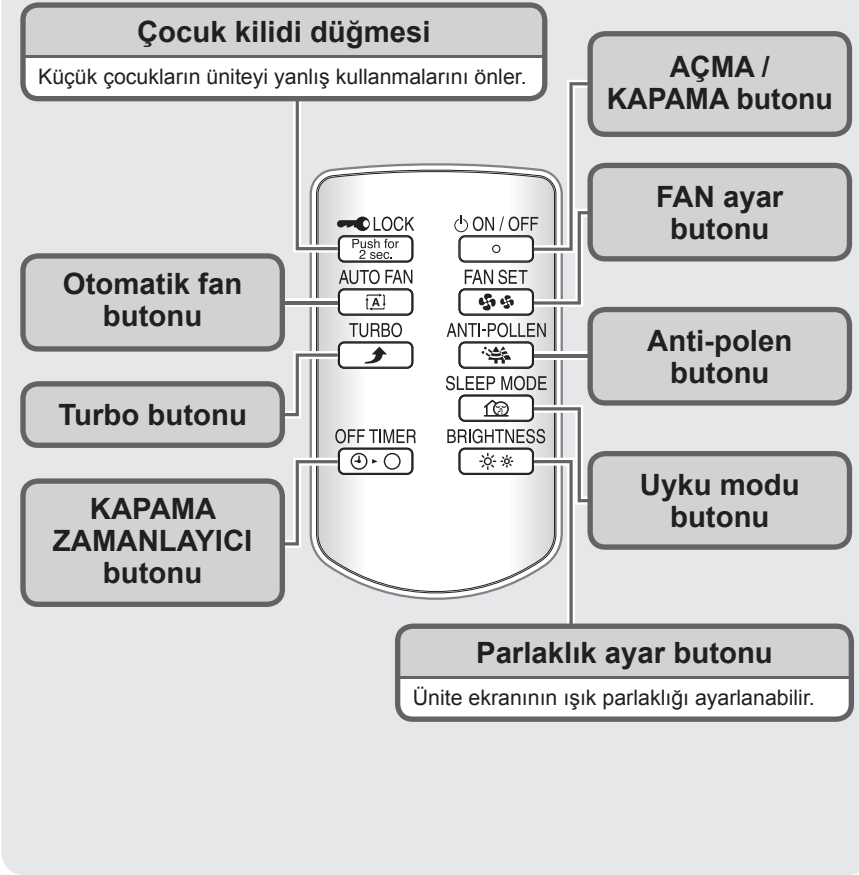 Çocuk kilidi düğmesi
Küçük çocukların üniteyi yanlış kullanmalarını önler.
AÇMA /
KAPAMA butonu
FAN ayar
butonu
LOCK
ON / OFF
Push for
2 sec.
Otomatik fan
butonu
AUTO FAN
FAN SET
A
TURBO
ANTI-POLLEN
Anti-polen
butonu
SLEEP MODE
Turbo butonu
OFF TIMER
BRIGHTNESS
Uyku modu
butonu
KAPAMA
ZAMANLAYICI
butonu
Parlaklık ayar butonu
Ünite ekranının ışık parlaklığı ayarlanabilir.